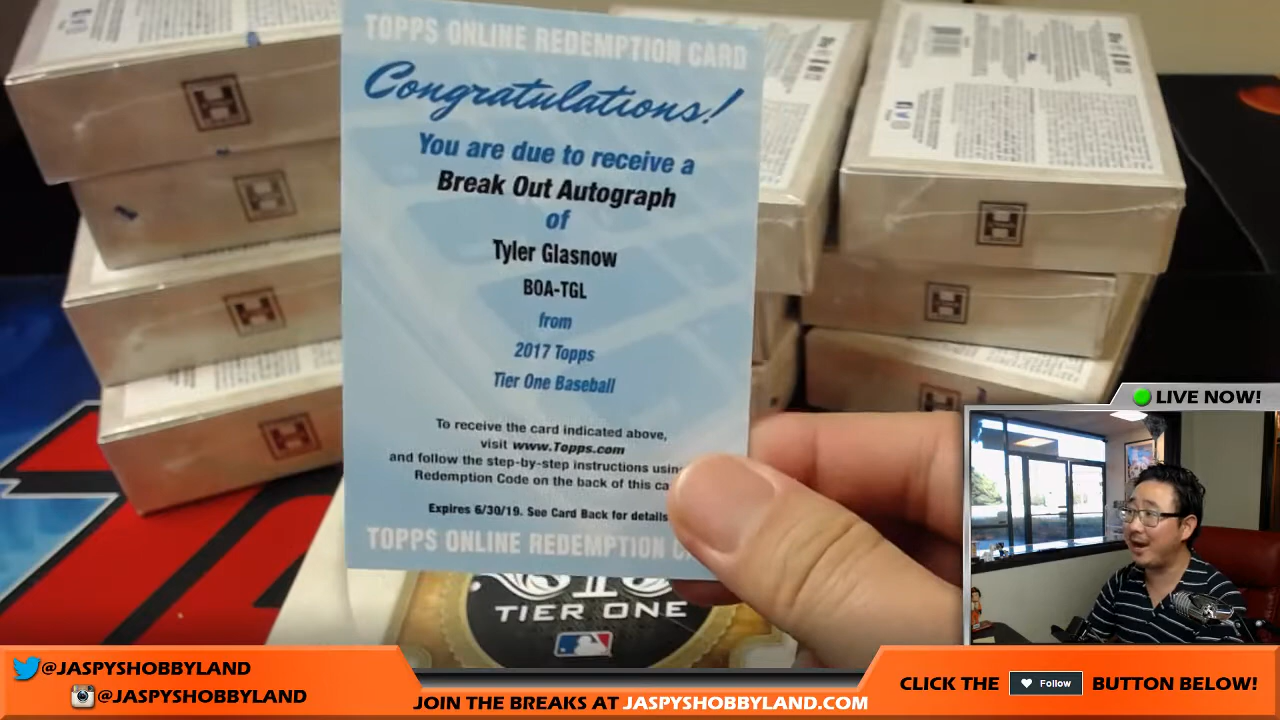 TOPPS ONLINE REDEMPTION CARD
Congratulations!
You are due to receive a
Break Out Autograph
of
Tyler Glasnow
BOA-TGL
from
2017 Topps
Tier One Baseball
To receive the card indicated above,
visit www.Topps.com
and follow the step-by-step instructions using
Redemption Code on the back of this ca
Expires 6/30/19. See Card Back for details
TOPPS ONLINE REDEMPTION C
TIER ONE
LIVE NOW!
@JASPYSHOBBYLAND
@JASPYSHOBBYLAND
JOIN THE BREAKS AT JASPYSHOBBYLAND.COM
CLICK THE Follow BUTTON BELOW!